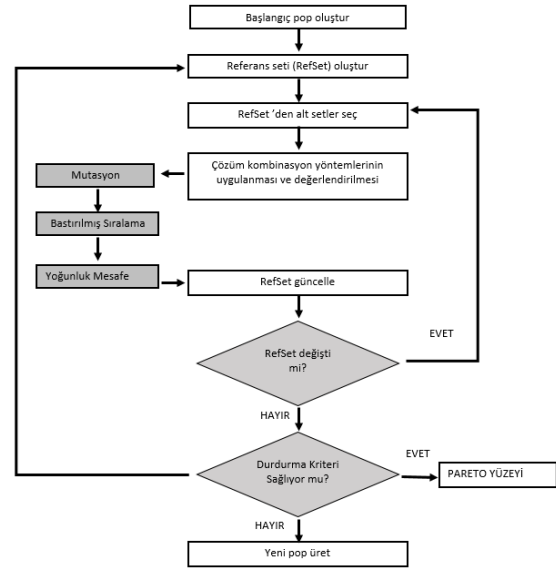 Başlangıç pop oluştur
Referans seti (RefSet) oluştur
RefSet 'den alt setler seç
Çözüm kombinasyon yöntemlerinin
uygulanması ve değerlendirilmesi
Mutasyon
Bastırılmış Sıralama
Yoğunluk Mesafe
RefSet güncelle
RefSet değişti
mi?
EVET
HAYIR
Durdurma Kriteri
Sağlıyor mu?
EVET
PARETO YÜZEYİ
HAYIR
Yeni pop üret